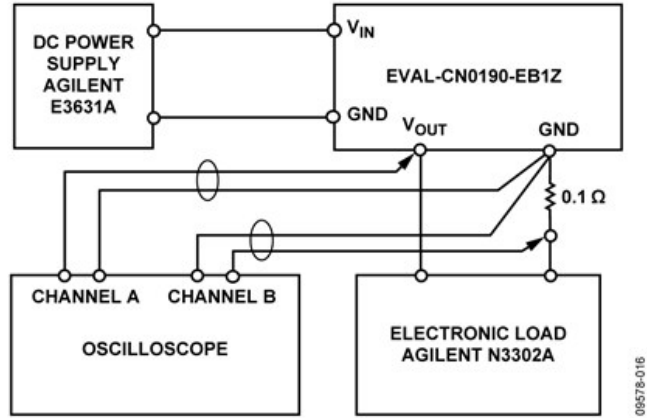 DC POWER
SUPPLY
AGILENT
E3631A
VIN
GND
EVAL-CN0190-EB1Z
VOUT
GND
0.1 Ω
CHANNEL A
CHANNEL B
OSCILLOSCOPE
ELECTRONIC LOAD
AGILENT N3302A
09578-016